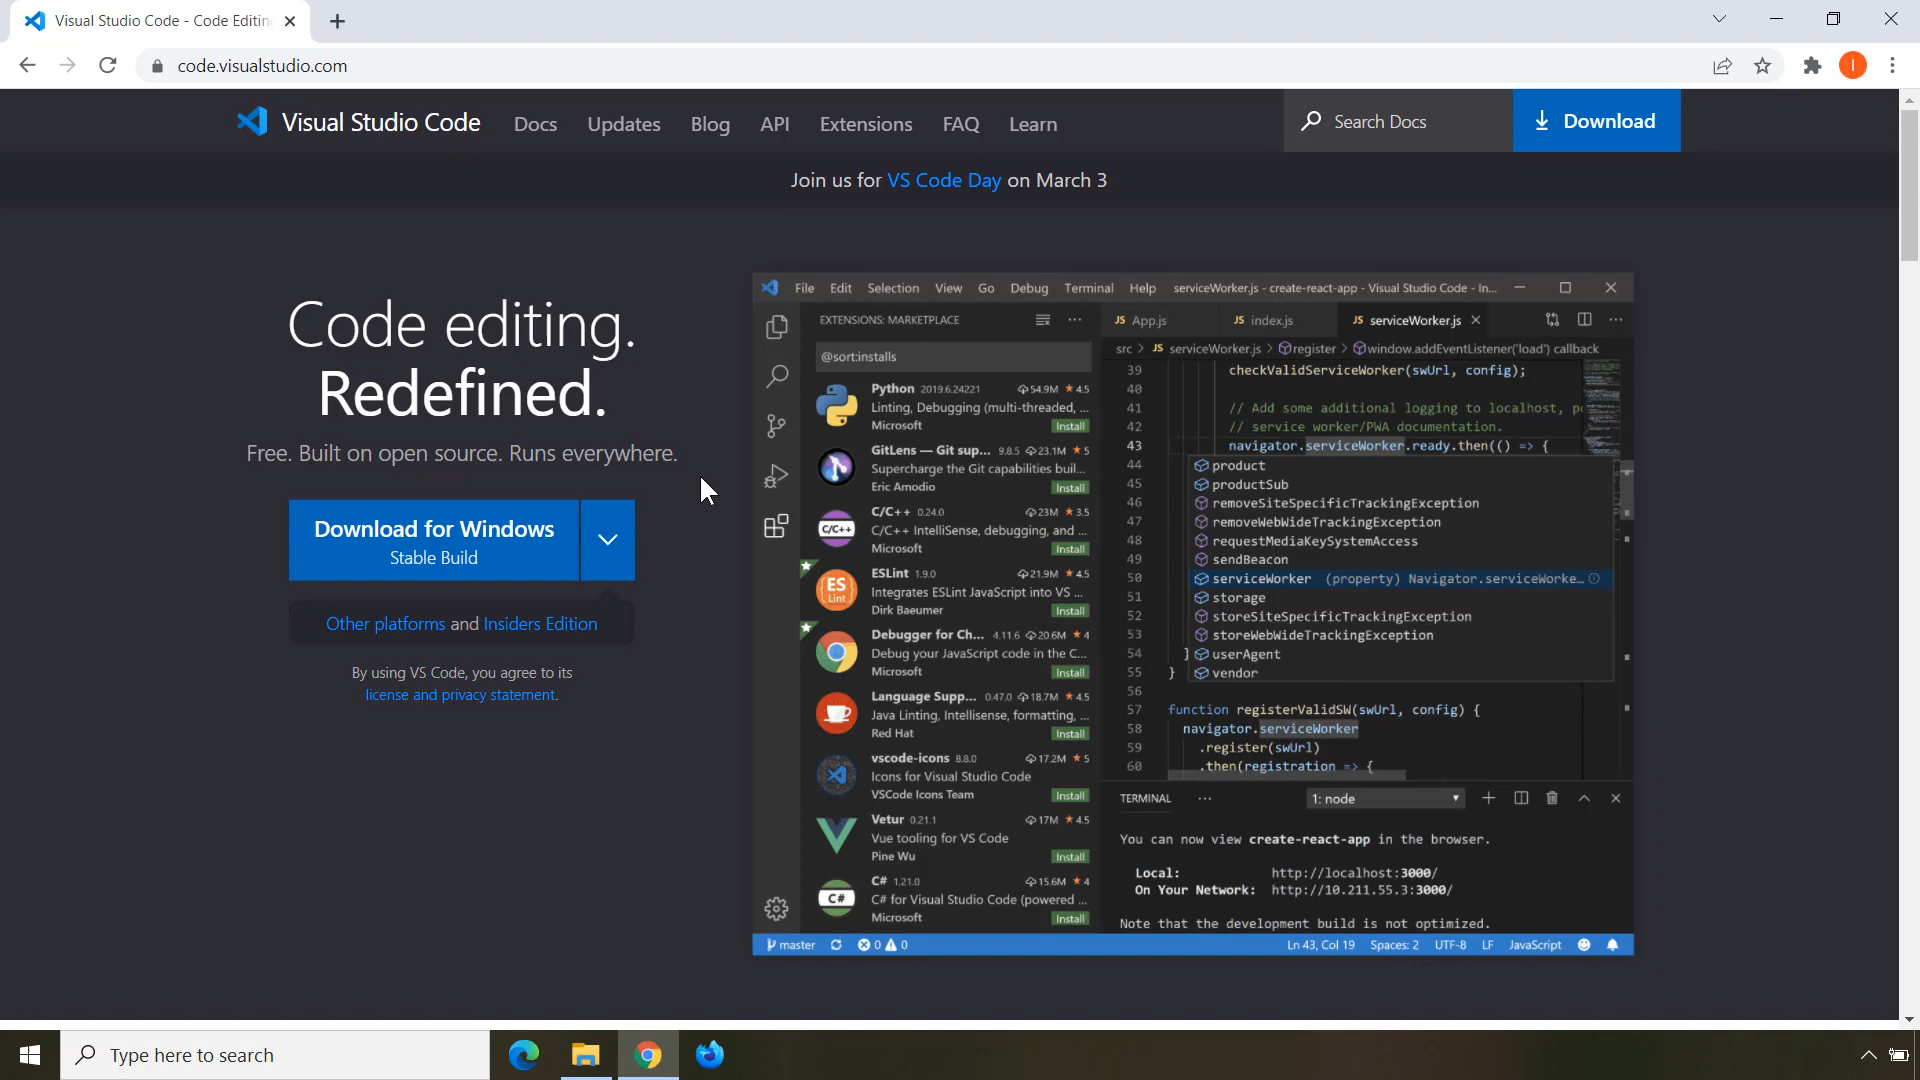 Visual Studio Code - Code Editin
code.visualstudio.com
I
Visual Studio Code
Docs
Updates
Blog
API
Extensions
FAQ
Learn
Search Docs
Download
Join us for VS Code Day on March 3
Code editing.
Redefined.
Free. Built on open source. Runs everywhere.
Download for Windows
Stable Build
Other platforms and Insiders Edition
By using VS Code, you agree to its
license and privacy statement.
File Edit Selection View Go Debug Terminal Help serviceWorker.js - create-react-app - Visual Studio Code - In...
EXTENSIONS: MARKETPLACE
@sort:installs
Python 2019.6.24221 54.9M ★ 4.5
Linting, Debugging (multi-threaded, ...
Microsoft Install
GitLens — Git sup... 9.8.5 23.1M ★ 5
Supercharge the Git capabilities buil...
Eric Amodio Install
C/C++
C/C++ 0.24.0 23M ★ 3.5
C/C++ IntelliSense, debugging, and ...
Microsoft Install
ES
Lint
ESLint 1.9.0 21.9M ★ 4.5
Integrates ESLint JavaScript into VS ...
Dirk Baeumer Install
Debugger for Ch... 4.11.6 20.6M ★ 4
Debug your JavaScript code in the C...
Microsoft Install
Language Supp... 0.47.0 18.7M ★ 4.5
Java Linting, Intellisense, formatting, ...
Red Hat Install
vscode-icons 8.8.0 17.2M ★ 5
Icons for Visual Studio Code
VSCode Icons Team Install
Vetur 0.21.1 17M ★ 4.5
Vue tooling for VS Code
Pine Wu Install
C#
C# 1.21.0 15.6M ★ 4
C# for Visual Studio Code (powered ...
Microsoft Install
JS App.js JS index.js JS serviceWorker.js
src > JS serviceWorker.js > register > window.addEventListener('load') callback
39 checkValidServiceWorker(swUrl, config);
40
41 // Add some additional logging to localhost, p
42 // service worker/PWA documentation.
43 navigator.serviceWorker.ready.then(() => {
44 product
45 productSub
46 removeSiteSpecificTrackingException
47 removeWebWideTrackingException
48 requestMediaKeySystemAccess
49 sendBeacon
50 serviceWorker (property) Navigator.serviceWorke...
51 storage
52 storeSiteSpecificTrackingException
53 storeWebWideTrackingException
54 } userAgent
55 } vendor
56
57 function registerValidSW(swUrl, config) {
58 navigator.serviceWorker
59 .register(swUrl)
60 .then(registration => {
TERMINAL ... 1: node
You can now view create-react-app in the browser.
Local: http://localhost:3000/
On Your Network: http://10.211.55.3:3000/
Note that the development build is not optimized.
master 0 0 Ln 43, Col 19 Spaces: 2 UTF-8 LF JavaScript
Type here to search